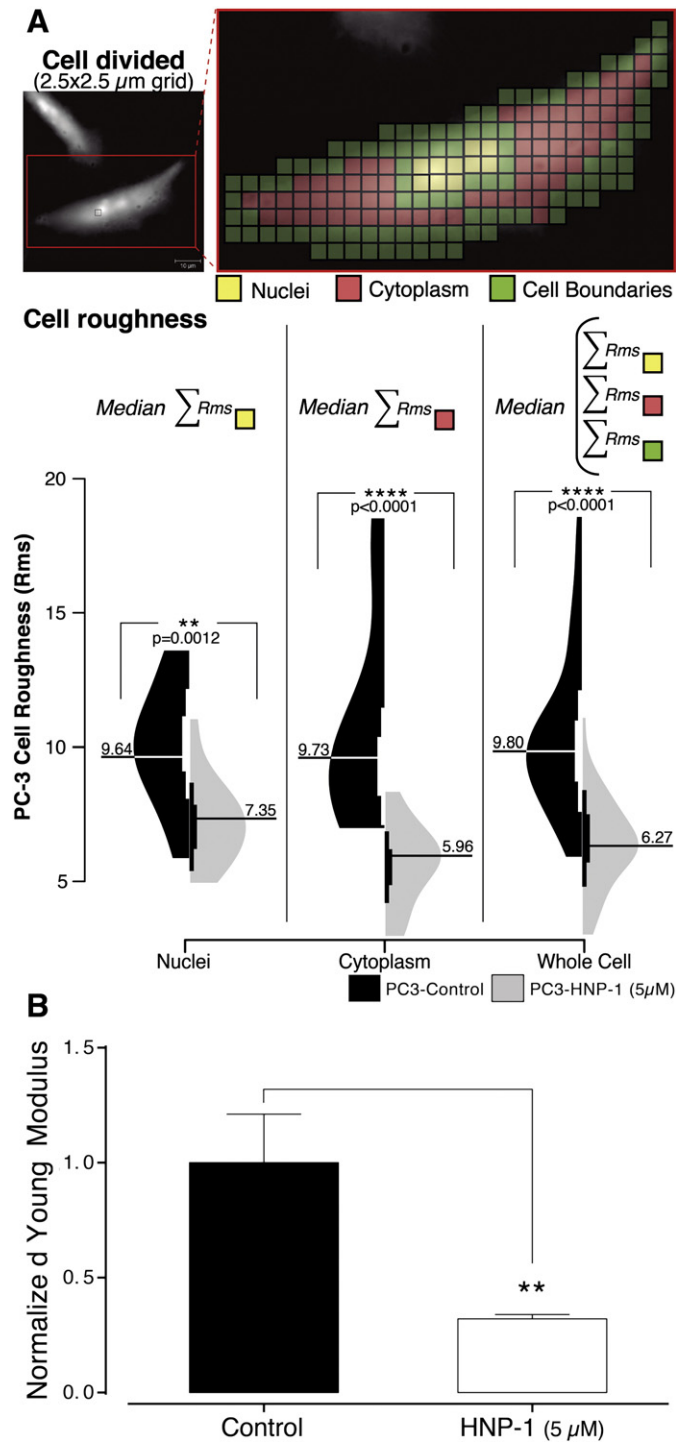 A
Cell divided
(2.5x2.5 µm grid)
10 µm
Nuclei
Cytoplasm
Cell Boundaries
Cell roughness
Median ∑ Rms
Median ∑ Rms
Median
∑ Rms
∑ Rms
∑ Rms
PC-3 Cell Roughness (Rms)
20
15
10
5
**
p=0.0012
9.64
7.35
****
p<0.0001
9.73
5.96
****
p<0.0001
9.80
6.27
Nuclei
Cytoplasm
Whole Cell
PC3-Control
PC3-HNP-1 (5µM)
B
Normalize d Young Modulus
1.5
1.0
0.5
0.0
**
Control
HNP-1 (5 µM)